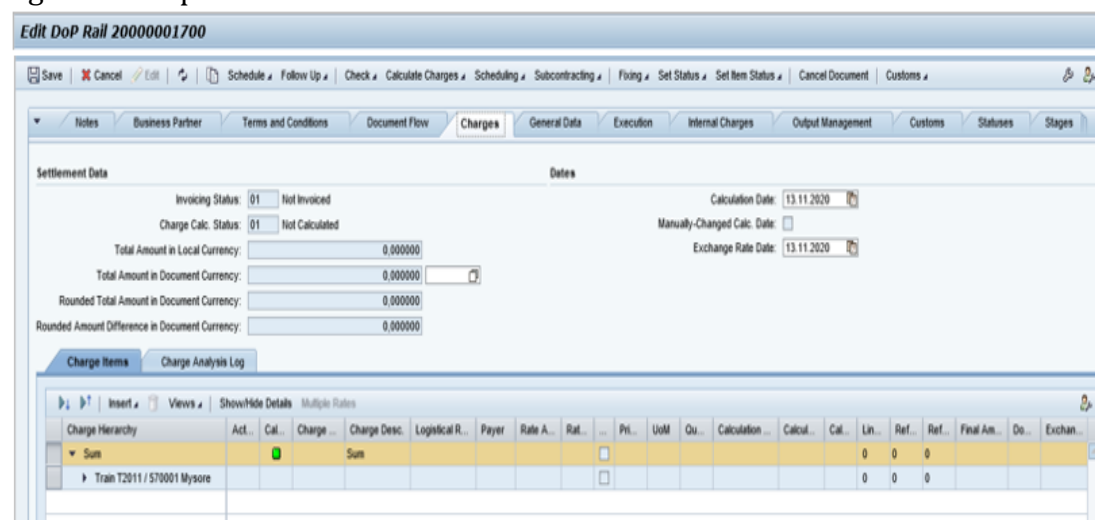 Edit DoP Rail 20000001700
Save Cancel Edit Schedule Follow Up Check Calculate Charges Scheduling Subcontracting Fixing Set Status Set Item Status Cancel Document Customs
Notes Business Partner Terms and Conditions Document Flow Charges General Data Execution Internal Charges Output Management Customs Statuses Stages
Settlement Data Dates
Invoicing Status: 01 Not Invoiced Calculation Date: 13.11.2020
Charge Calc. Status: 01 Not Calculated Manually-Changed Calc. Date:
Total Amount in Local Currency: 0,000000 Exchange Rate Date: 13.11.2020
Total Amount in Document Currency: 0,000000
Rounded Total Amount in Document Currency: 0,000000
Rounded Amount Difference in Document Currency: 0,000000
Charge Items Charge Analysis Log
Insert Views Show/Hide Details Multiple Rates
Charge Hierarchy Act... Cal... Charge ... Charge Desc. Logistical R... Payer Rate A... Rat... ... Pri... UoM Qu... Calculation ... Calcul... Cal... Lin... Ref... Ref... Final Am... Do... Exchan...
Sum Sum 0 0 0
Train T2011 / 570001 Mysore 0 0 0